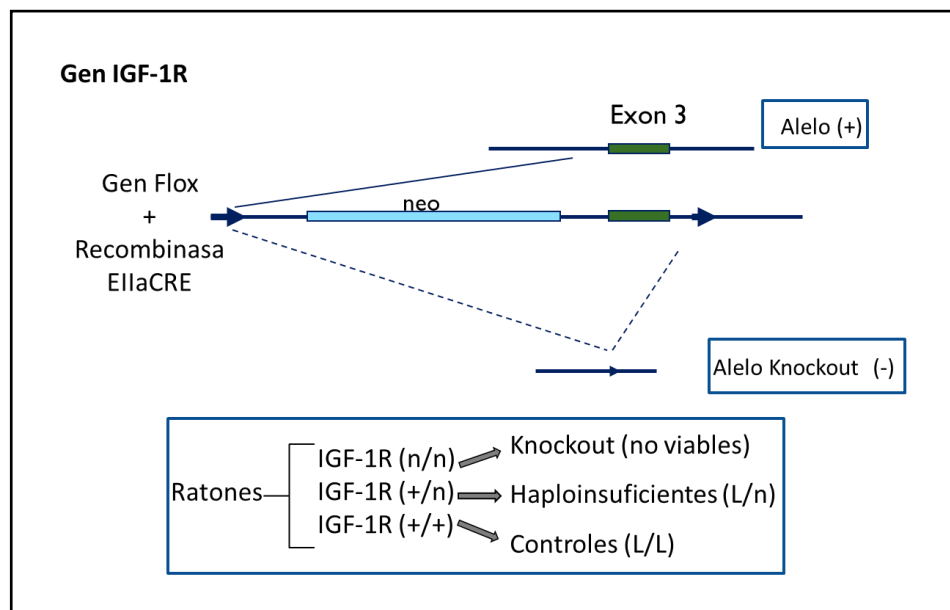 Gen IGF-1R
Exon 3
Alelo (+)
Gen Flox
+
Recombinasa
EIIaCRE
neo
Alelo Knockout (-)
Ratones
IGF-1R (n/n)
IGF-1R (+/n)
IGF-1R (+/+)
Knockout (no viables)
Haploinsuficientes (L/n)
Controles (L/L)